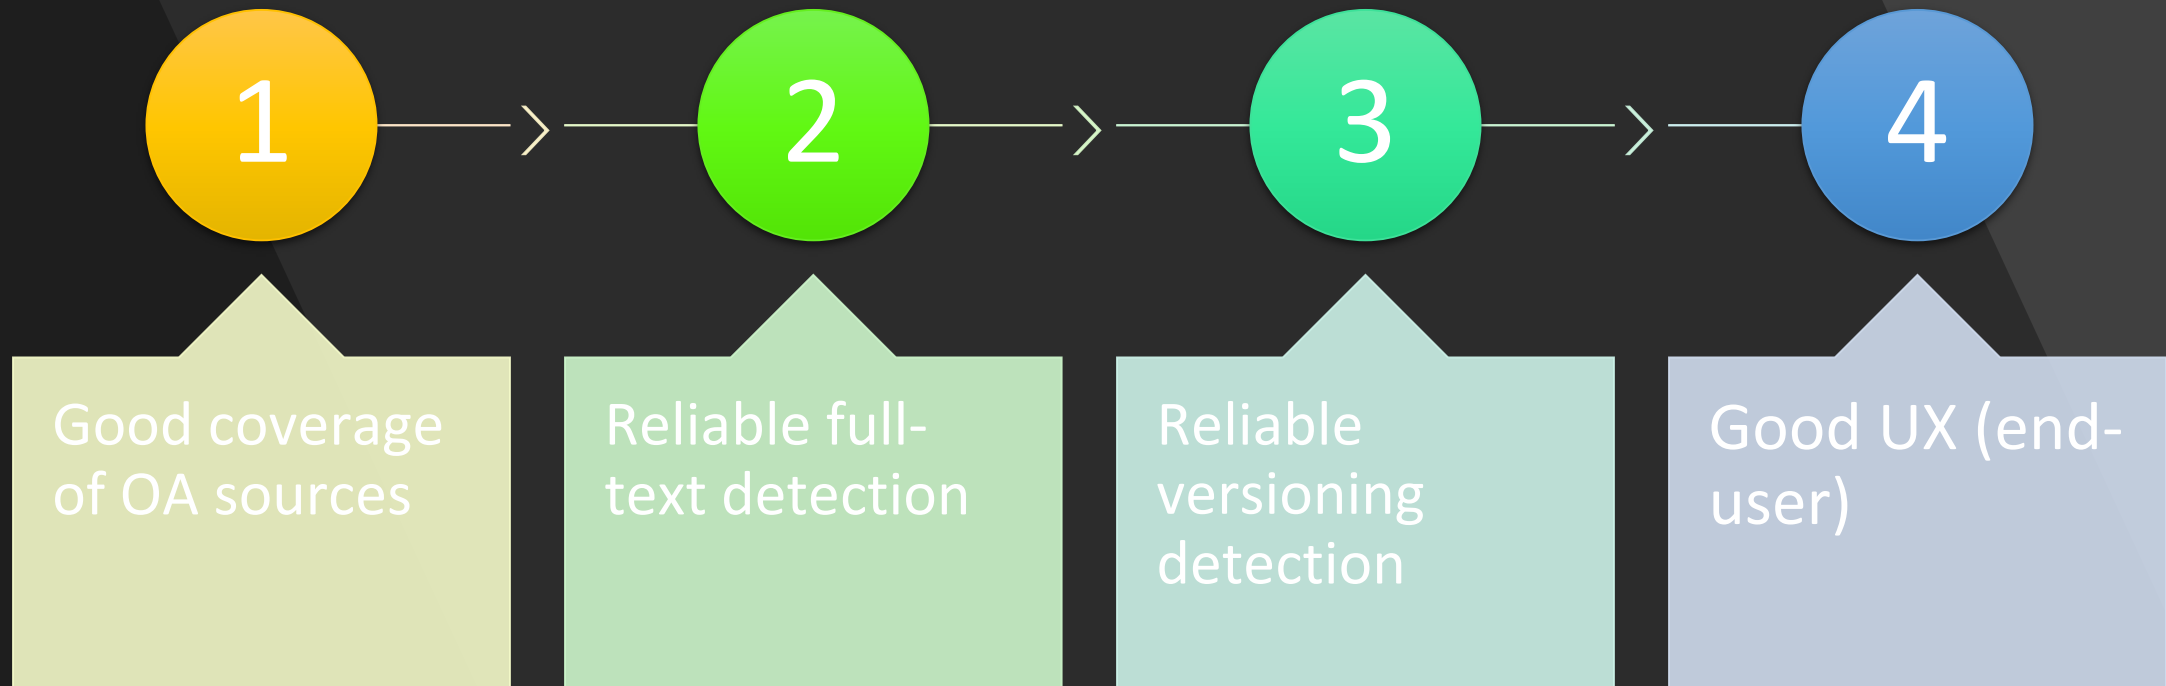 1
2
3
4
Good coverage
of OA sources
Reliable full-
text detection
Reliable
versioning
detection
Good UX (end-
user)